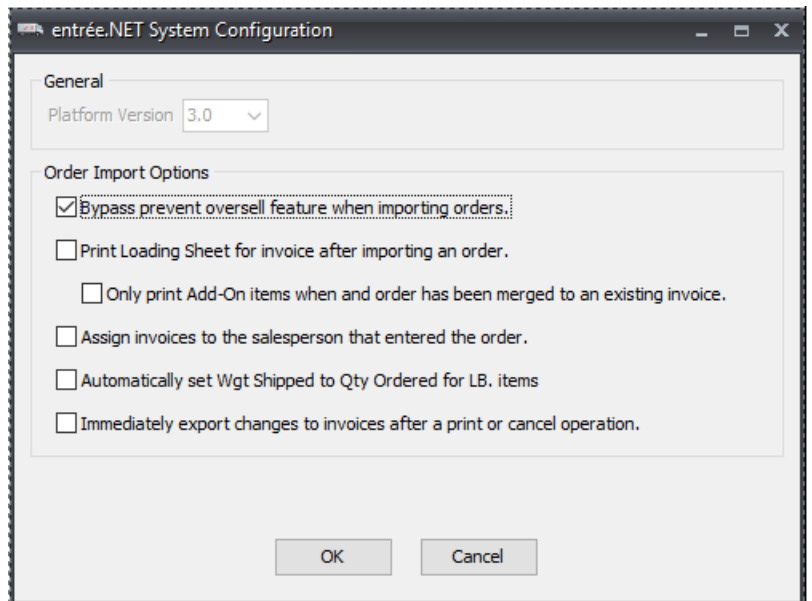 entrée.NET System Configuration
General
Platform Version 3.0
Order Import Options
Bypass prevent oversell feature when importing orders.
Print Loading Sheet for invoice after importing an order.
Only print Add-On items when and order has been merged to an existing invoice.
Assign invoices to the salesperson that entered the order.
Automatically set Wgt Shipped to Qty Ordered for LB. items
Immediately export changes to invoices after a print or cancel operation.
OK Cancel